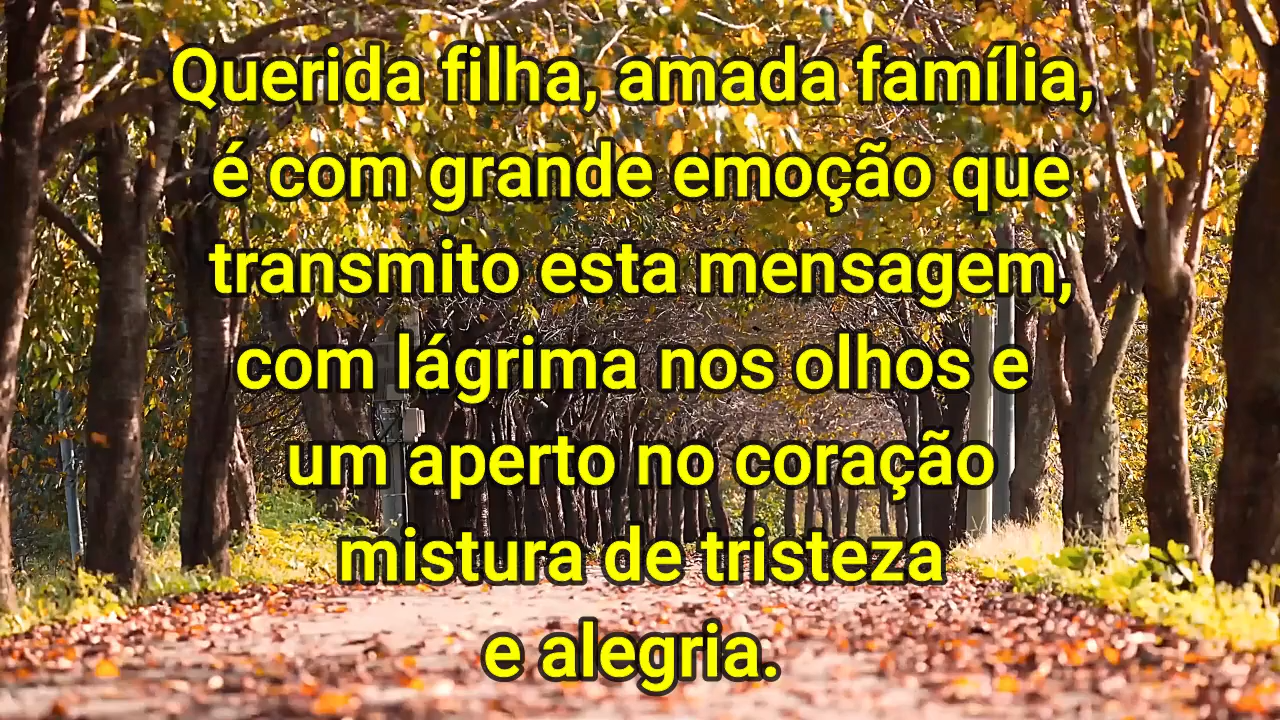 Querida filha, amada família,
é com grande emoção que
transmito esta mensagem,
com lágrima nos olhos e
um aperto no coração
mistura de tristeza
e alegria.